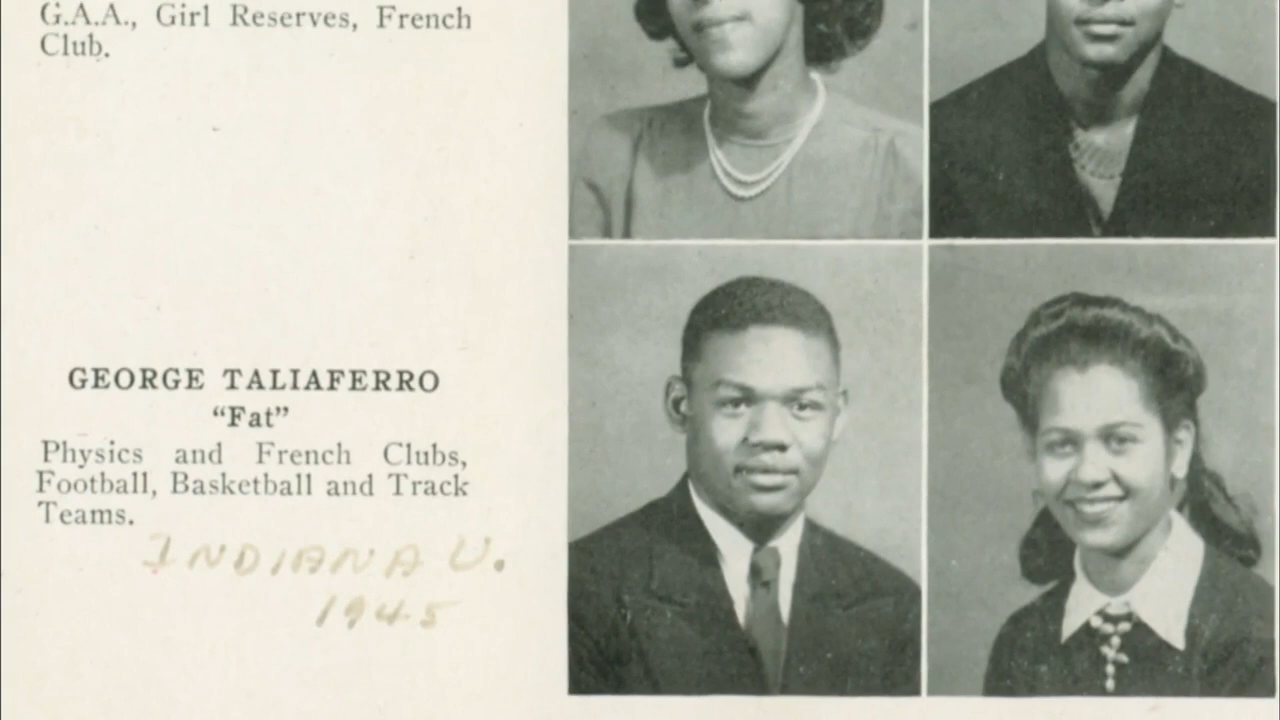 G.A.A., Girl Reserves, French
Club.
GEORGE TALIAFERRO
“Fat”
Physics and French Clubs,
Football, Basketball and Track
Teams.
INDIANA U.
1945